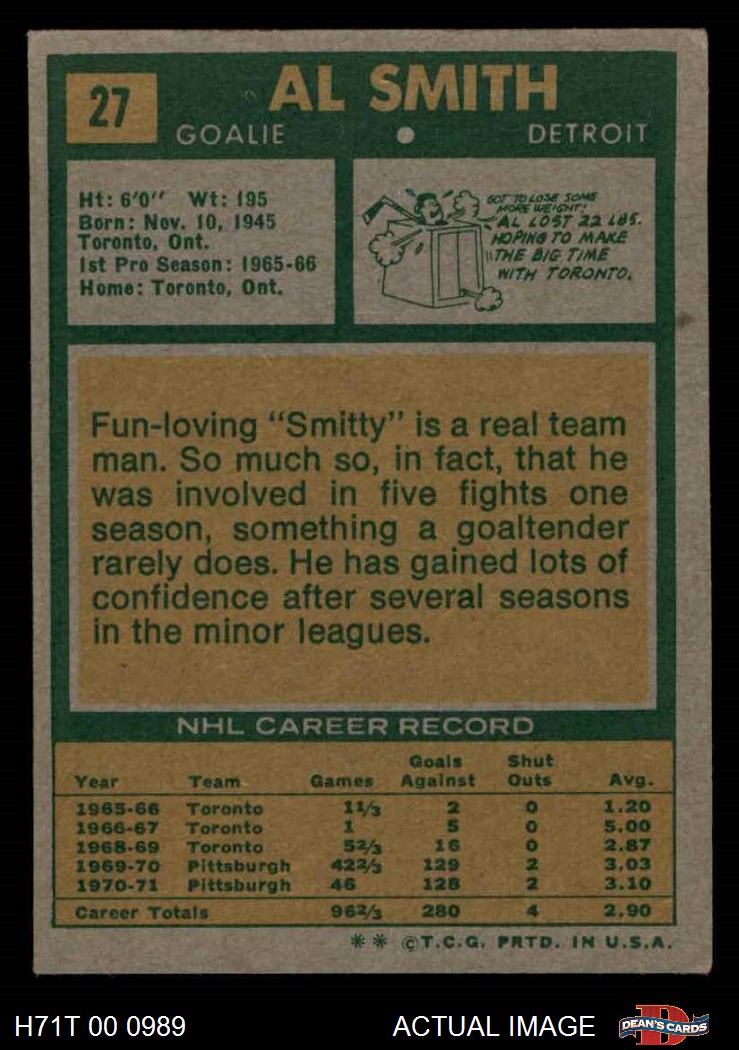 27
AL SMITH
GOALIE • DETROIT
Ht: 6'0'' Wt: 195
Born: Nov. 10, 1945
Toronto, Ont.
1st Pro Season: 1965-66
Home: Toronto, Ont.
GOT TO LOSE SOME
MORE WEIGHT!
AL LOST 22 LBS.
HOPING TO MAKE
THE BIG TIME
WITH TORONTO.
Fun-loving “Smitty” is a real team
man. So much so, in fact, that he
was involved in five fights one
season, something a goaltender
rarely does. He has gained lots of
confidence after several seasons
in the minor leagues.
NHL CAREER RECORD
Year Team Games Goals Against Shut Outs Avg.
1965-66 Toronto 11/3 2 0 1.20
1966-67 Toronto 1 5 0 5.00
1968-69 Toronto 52/3 16 0 2.87
1969-70 Pittsburgh 422/3 129 2 3.03
1970-71 Pittsburgh 46 128 2 3.10
Career Totals 962/3 280 4 2.90
** ©T.C.G. PRTD. IN U.S.A.
H71T 00 0989 ACTUAL IMAGE
D
DEAN'S CARDS